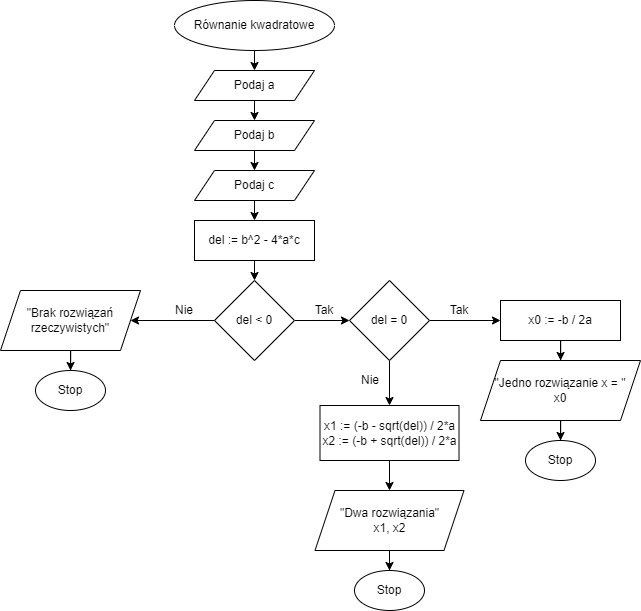 Równanie kwadratowe
Podaj a
Podaj b
Podaj c
del := b^2 - 4*a*c
del < 0
Nie
"Brak rozwiązań
rzeczywistych"
Stop
Tak
del = 0
Tak
x0 := -b / 2a
"Jedno rozwiązanie x = "
x0
Stop
Nie
x1 := (-b - sqrt(del)) / 2*a
x2 := (-b + sqrt(del)) / 2*a
"Dwa rozwiązania"
x1, x2
Stop